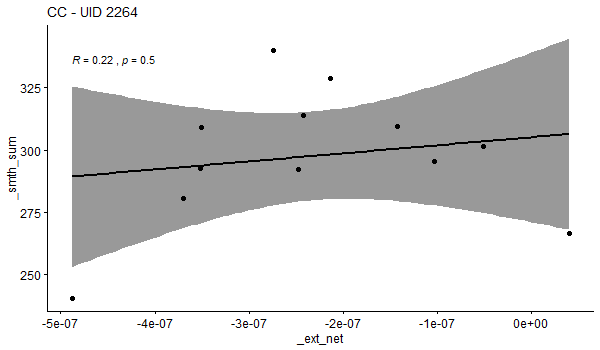 CC - UID 2264
R = 0.22 , p = 0.5
325
300
275
250
_smth_sum
-5e-07 -4e-07 -3e-07 -2e-07 -1e-07 0e+00
_ext_net